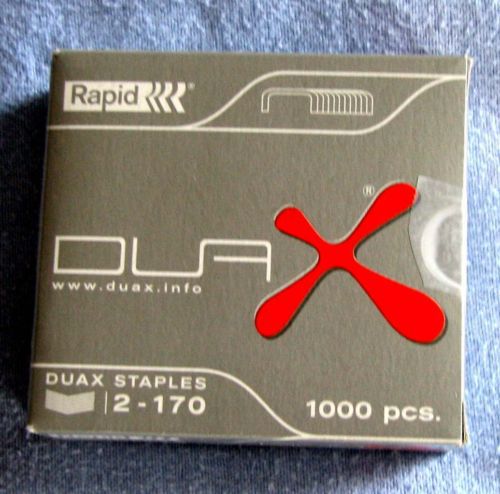 Rapid®
DUAX®
www.duax.info
DUAX STAPLES
2-170
1000 pcs.